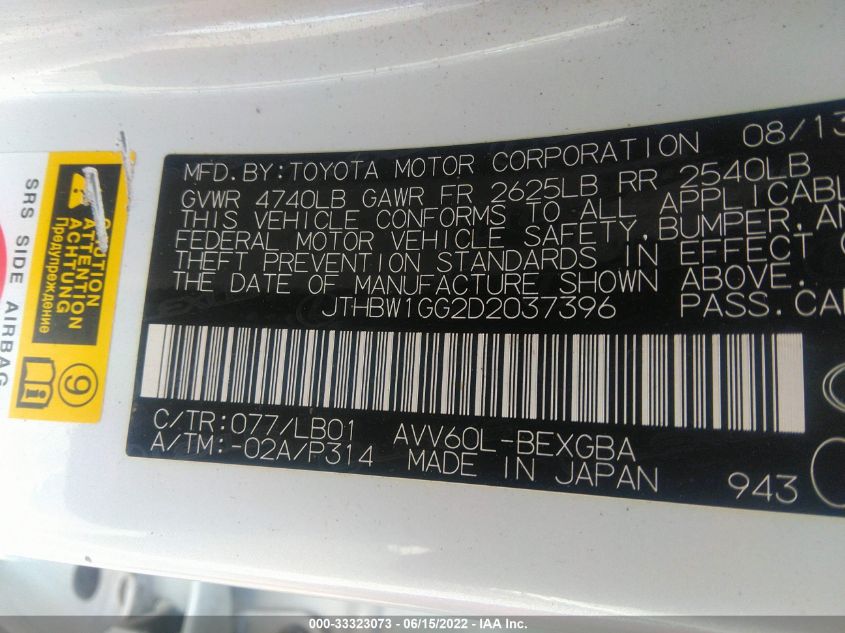 MFD.BY:TOYOTA MOTOR CORPORATION 08/13
GVWR 4740LB GAWR FR 2625LB RR 2540LB
THIS VEHICLE CONFORMS TO ALL APPLICABL
FEDERAL MOTOR VEHICLE SAFETY,BUMPER,AN
THEFT PREVENTION STANDARDS IN EFFECT
THE DATE OF MANUFACTURE SHOWN ABOVE.
JTHBW1GG2D2037396 PASS.CA
C/TR:077/LB01 AVV60L-BEXGBA
A/TM:-02A/P314 MADE IN JAPAN
943
SRS SIDE AIRBAG
CAUTION
ATTENTION
ACHTUNG
Предупреждение
9
000-33323073 - 06/15/2022 - IAA Inc.